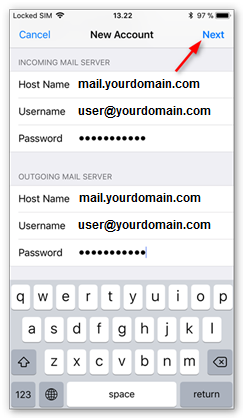 Locked SIM 13.22 97 %
Cancel New Account Next
INCOMING MAIL SERVER
Host Name mail.yourdomain.com
Username user@yourdomain.com
Password ●●●●●●●●●●●
OUTGOING MAIL SERVER
Host Name mail.yourdomain.com
Username user@yourdomain.com
Password ●●●●●●●●●●●
q w e r t y u i o p
a s d f g h j k l
z x c v b n m
123 space return